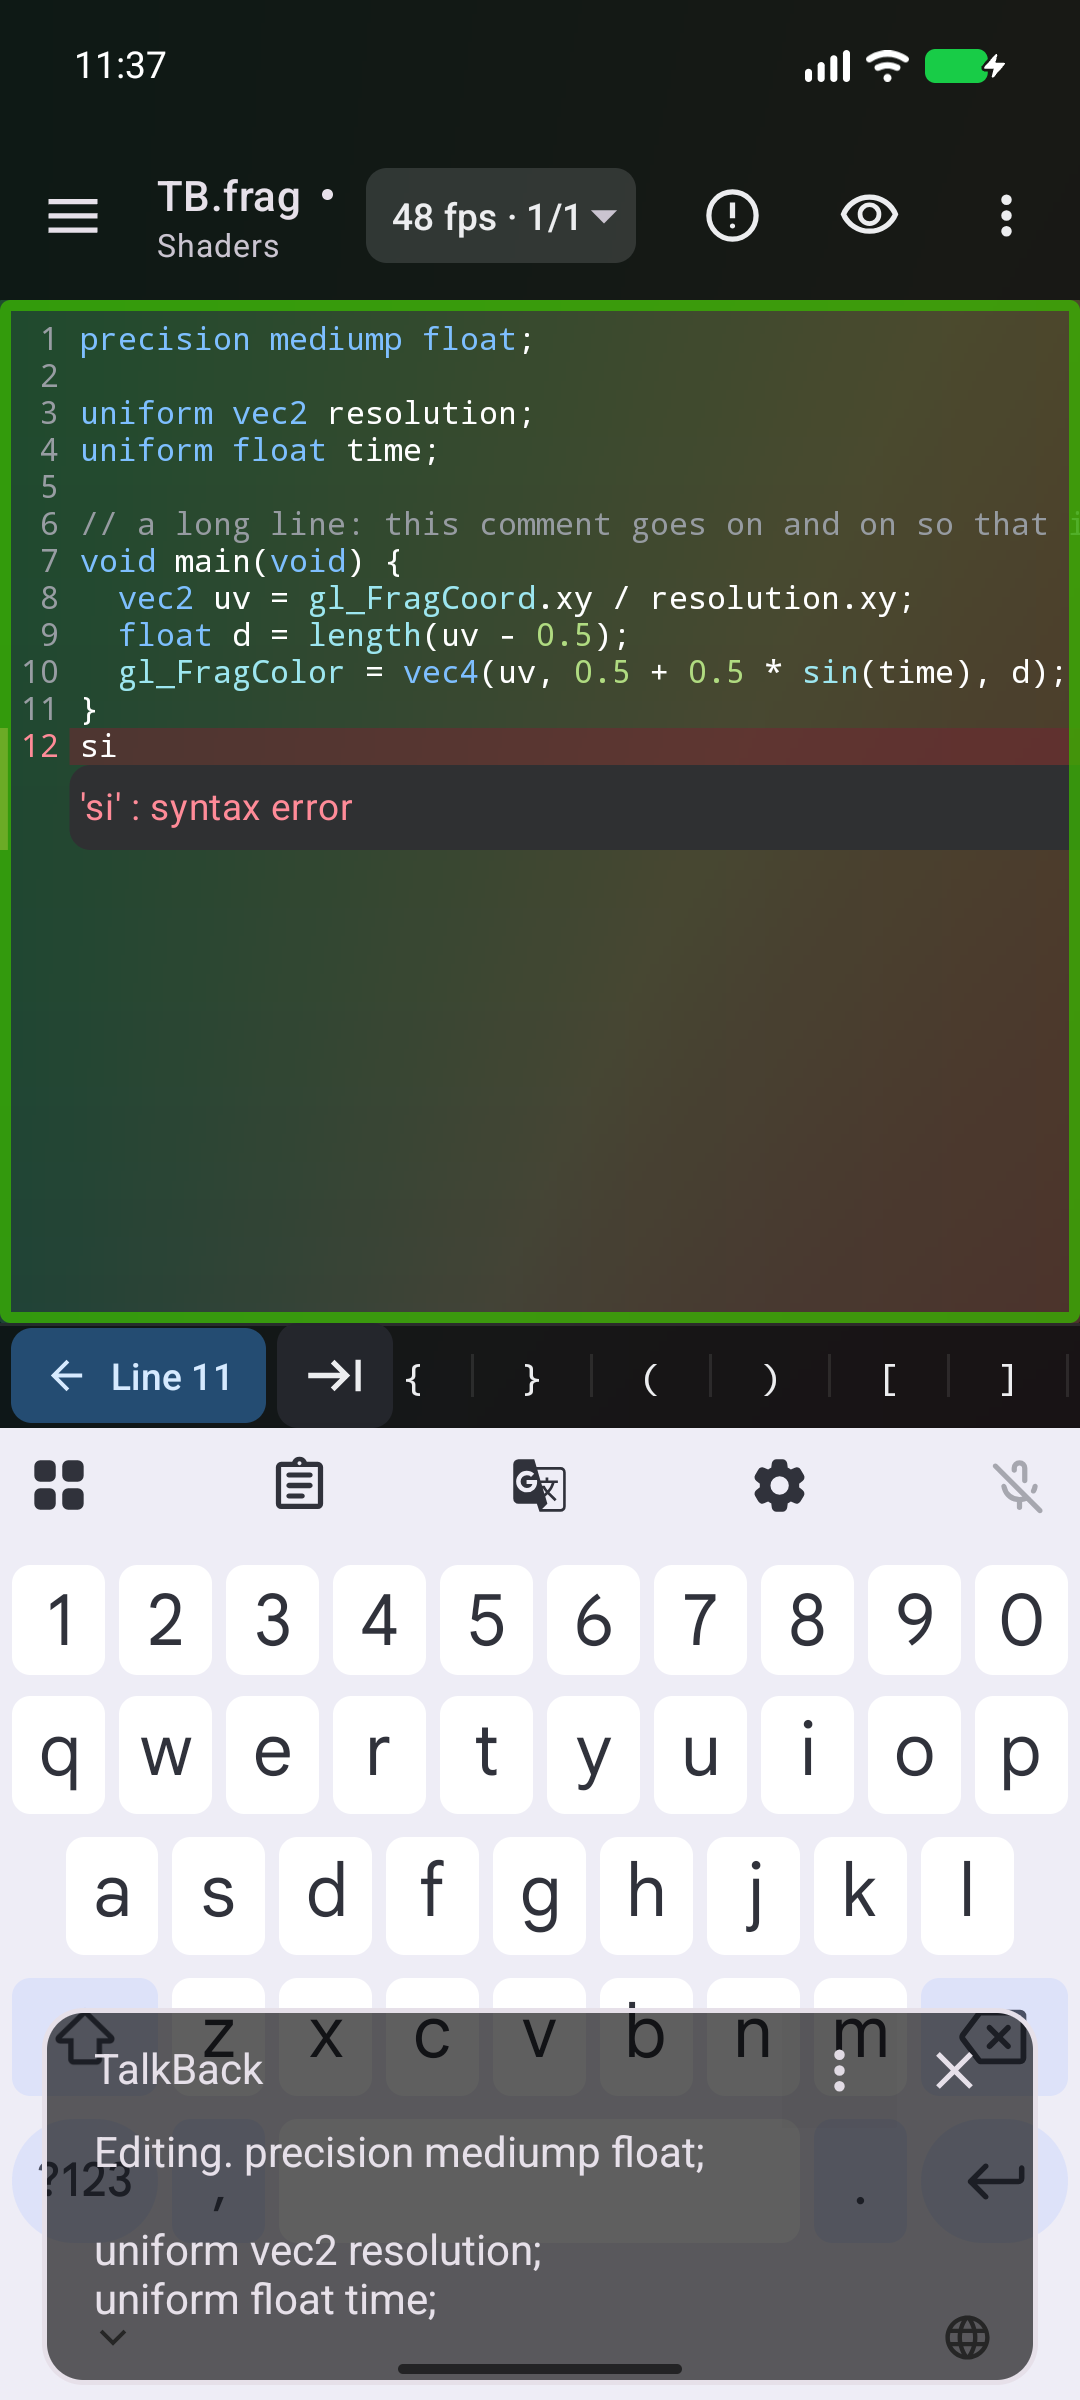 11:37
TB.frag •
Shaders
48 fps · 1/1
1 precision mediump float;
2
3 uniform vec2 resolution;
4 uniform float time;
5
6 // a long line: this comment goes on and on so that i
7 void main(void) {
8 vec2 uv = gl_FragCoord.xy / resolution.xy;
9 float d = length(uv - 0.5);
10 gl_FragColor = vec4(uv, 0.5 + 0.5 * sin(time), d);
11 }
12 si
'si' : syntax error
Line 11
{ } ( ) [ ]
1 2 3 4 5 6 7 8 9 0
q w e r t y u i o p
a s d f g h j k l
z x c v b n m
?123 , .
TalkBack
Editing. precision mediump float;
uniform vec2 resolution;
uniform float time;